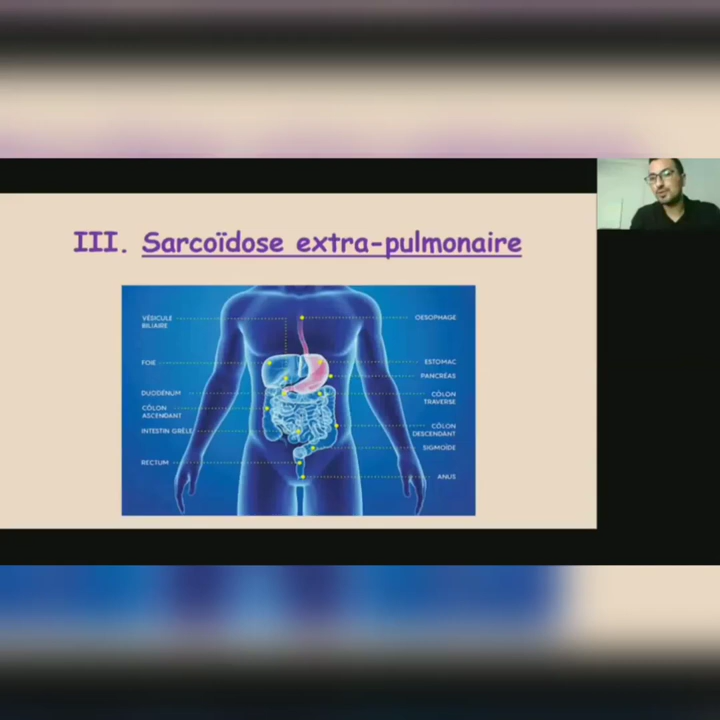 III. Sarcoïdose extra-pulmonaire
VÉSICULE
BILIAIRE
FOIE
DUODÉNUM
CÔLON
ASCENDANT
INTESTIN GRÊLE
RECTUM
OESOPHAGE
ESTOMAC
PANCRÉAS
CÔLON
TRAVERSE
CÔLON
DESCENDANT
SIGMOÏDE
ANUS